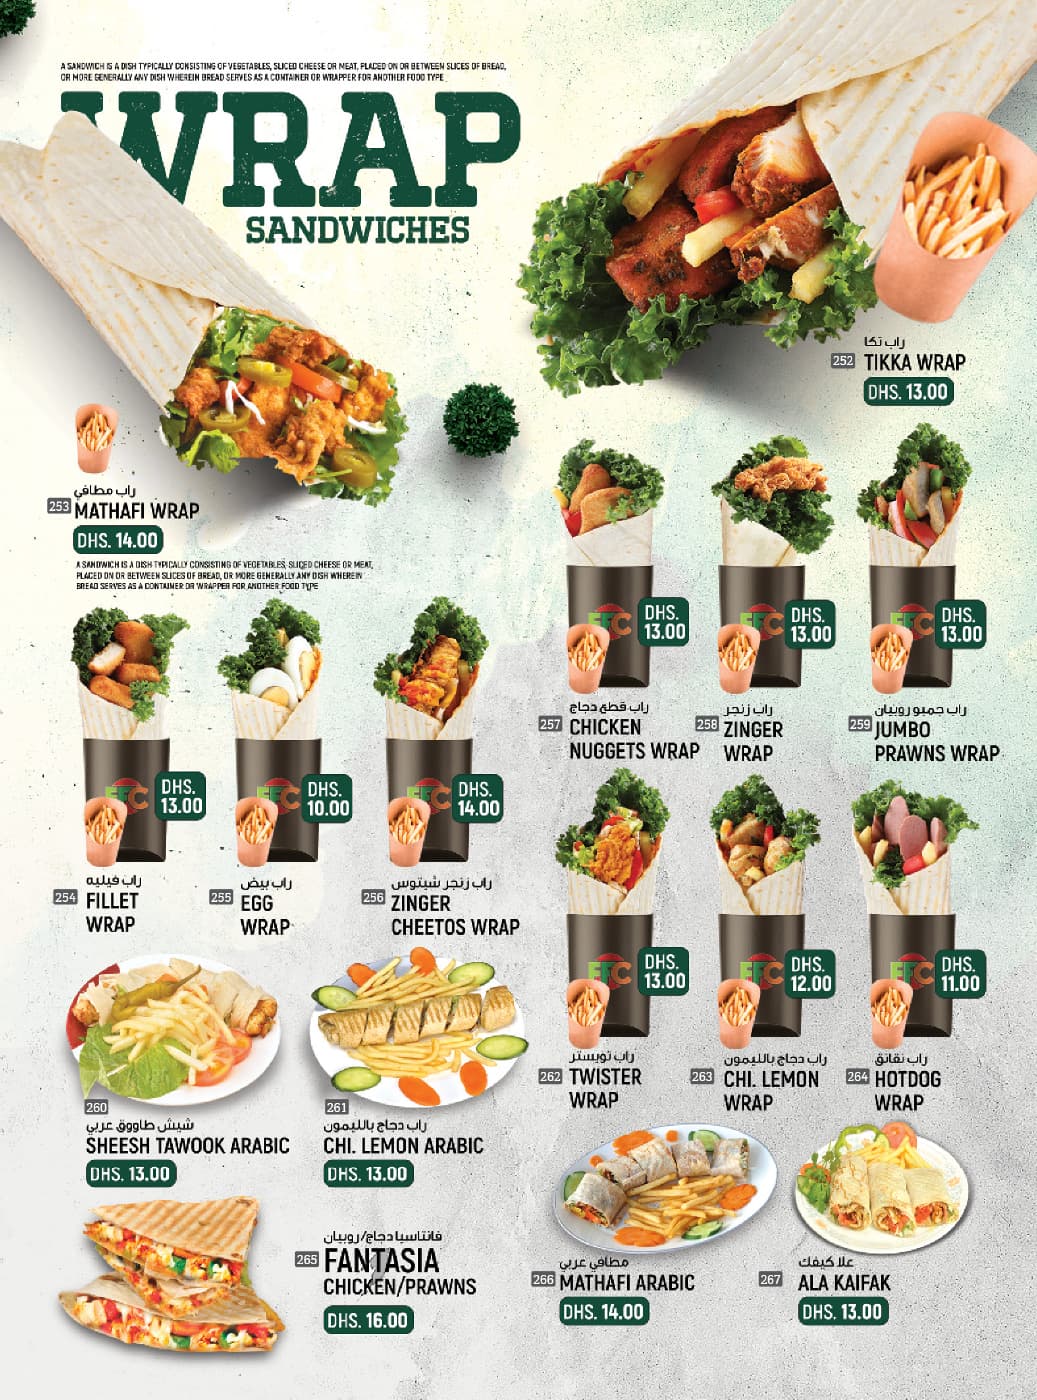 A SANDWICH IS A DISH TYPICALLY CONSISTING OF VEGETABLES, SLICED CHEESE OR MEAT, PLACED ON OR BETWEEN SLICES OF BREAD,
OR MORE GENERALLY ANY DISH WHEREIN BREAD SERVES AS A CONTAINER OR WRAPPER FOR ANOTHER FOOD TYPE
WRAP
SANDWICHES
راب تكا
252 TIKKA WRAP
DHS. 13.00
راب مطافي
253 MATHAFI WRAP
DHS. 14.00
A SANDWICH IS A DISH TYPICALLY CONSISTING OF VEGETABLES, SLICED CHEESE OR MEAT,
PLACED ON OR BETWEEN SLICES OF BREAD, OR MORE GENERALLY ANY DISH WHEREIN
BREAD SERVES AS A CONTAINER OR WRAPPER FOR ANOTHER FOOD TYPE
EFC
DHS.
13.00
راب فيليه
254 FILLET
WRAP
EFC
DHS.
10.00
راب بيض
255 EGG
WRAP
EFC
DHS.
14.00
راب زنجر شيتوس
256 ZINGER
CHEETOS WRAP
EFC
DHS.
13.00
راب قطع دجاج
257 CHICKEN
NUGGETS WRAP
EFC
DHS.
13.00
راب زنجر
258 ZINGER
WRAP
EFC
DHS.
13.00
راب جمبو روبيان
259 JUMBO
PRAWNS WRAP
EFC
DHS.
13.00
راب تويستر
262 TWISTER
WRAP
EFC
DHS.
12.00
راب دجاج بالليمون
263 CHI. LEMON
WRAP
EFC
DHS.
11.00
راب نقانق
264 HOTDOG
WRAP
260
شيش طاووق عربي
SHEESH TAWOOK ARABIC
DHS. 13.00
261
راب دجاج بالليمون
CHI. LEMON ARABIC
DHS. 13.00
فانتاسيا دجاج/روبيان
265 FANTASIA
CHICKEN/PRAWNS
DHS. 16.00
مطافي عربي
266 MATHAFI ARABIC
DHS. 14.00
علا كيفك
267 ALA KAIFAK
DHS. 13.00